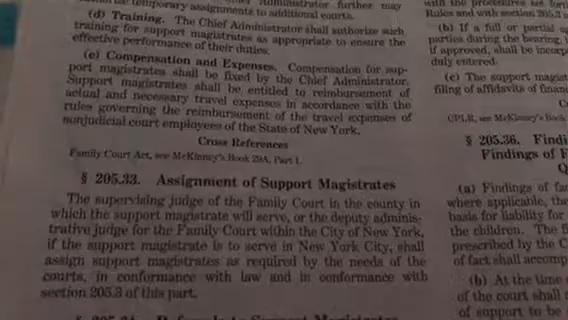 temporary assignments to additional courts.
(d) Training. The Chief Administrator shall authorize such
training for support magistrates as appropriate to ensure the
effective performance of their duties.
(e) Compensation and Expenses. Compensation for sup-
port magistrates shall be fixed by the Chief Administrator.
Support magistrates shall be entitled to reimbursement of
actual and necessary travel expenses in accordance with the
rules governing the reimbursement of the travel expenses of
nonjudicial court employees of the State of New York.
Cross References
Family Court Act, see McKinney's Book 29A, Part 1.
§ 205.33. Assignment of Support Magistrates
The supervising judge of the Family Court in the county in
which the support magistrate will serve, or the deputy adminis-
trative judge for the Family Court within the City of New York,
if the support magistrate is to serve in New York City, shall
assign support magistrates as required by the needs of the
courts, in conformance with law and in conformance with
section 205.3 of this part.
Rules and with section 205.3
(b) If a full or partial
parties during the hearing,
if approved, shall be
duly entered.
(c) The support
filing of affidavits of
CPLR, see McKinney's Book
§ 205.36.
Findings of
(a) Findings of
where applicable,
basis for liability for
the children. The
prescribed by the
of fact shall
(b) At the time
of the court shall
of support to be